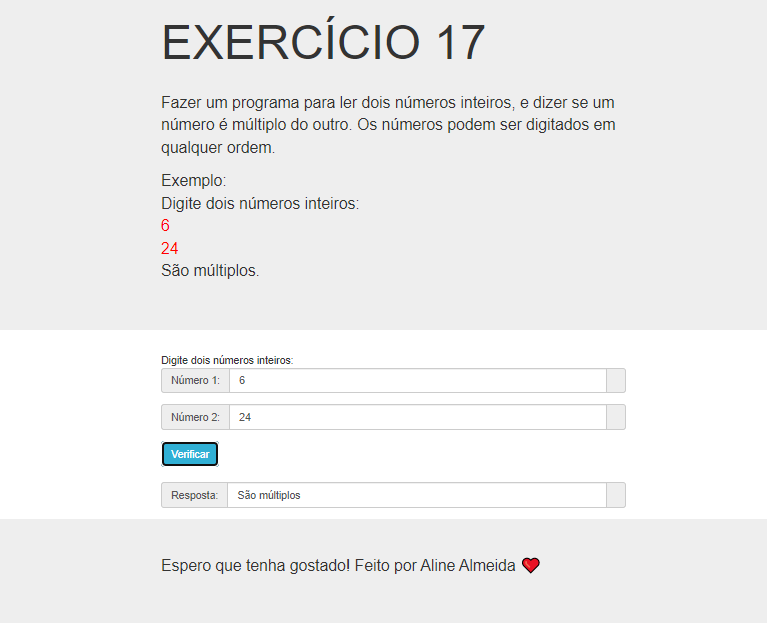 EXERCÍCIO 17
Fazer um programa para ler dois números inteiros, e dizer se um
número é múltiplo do outro. Os números podem ser digitados em
qualquer ordem.
Exemplo:
Digite dois números inteiros:
6
24
São múltiplos.
Digite dois números inteiros:
Número 1: 6
Número 2: 24
Verificar
Resposta: São múltiplos
Espero que tenha gostado! Feito por Aline Almeida